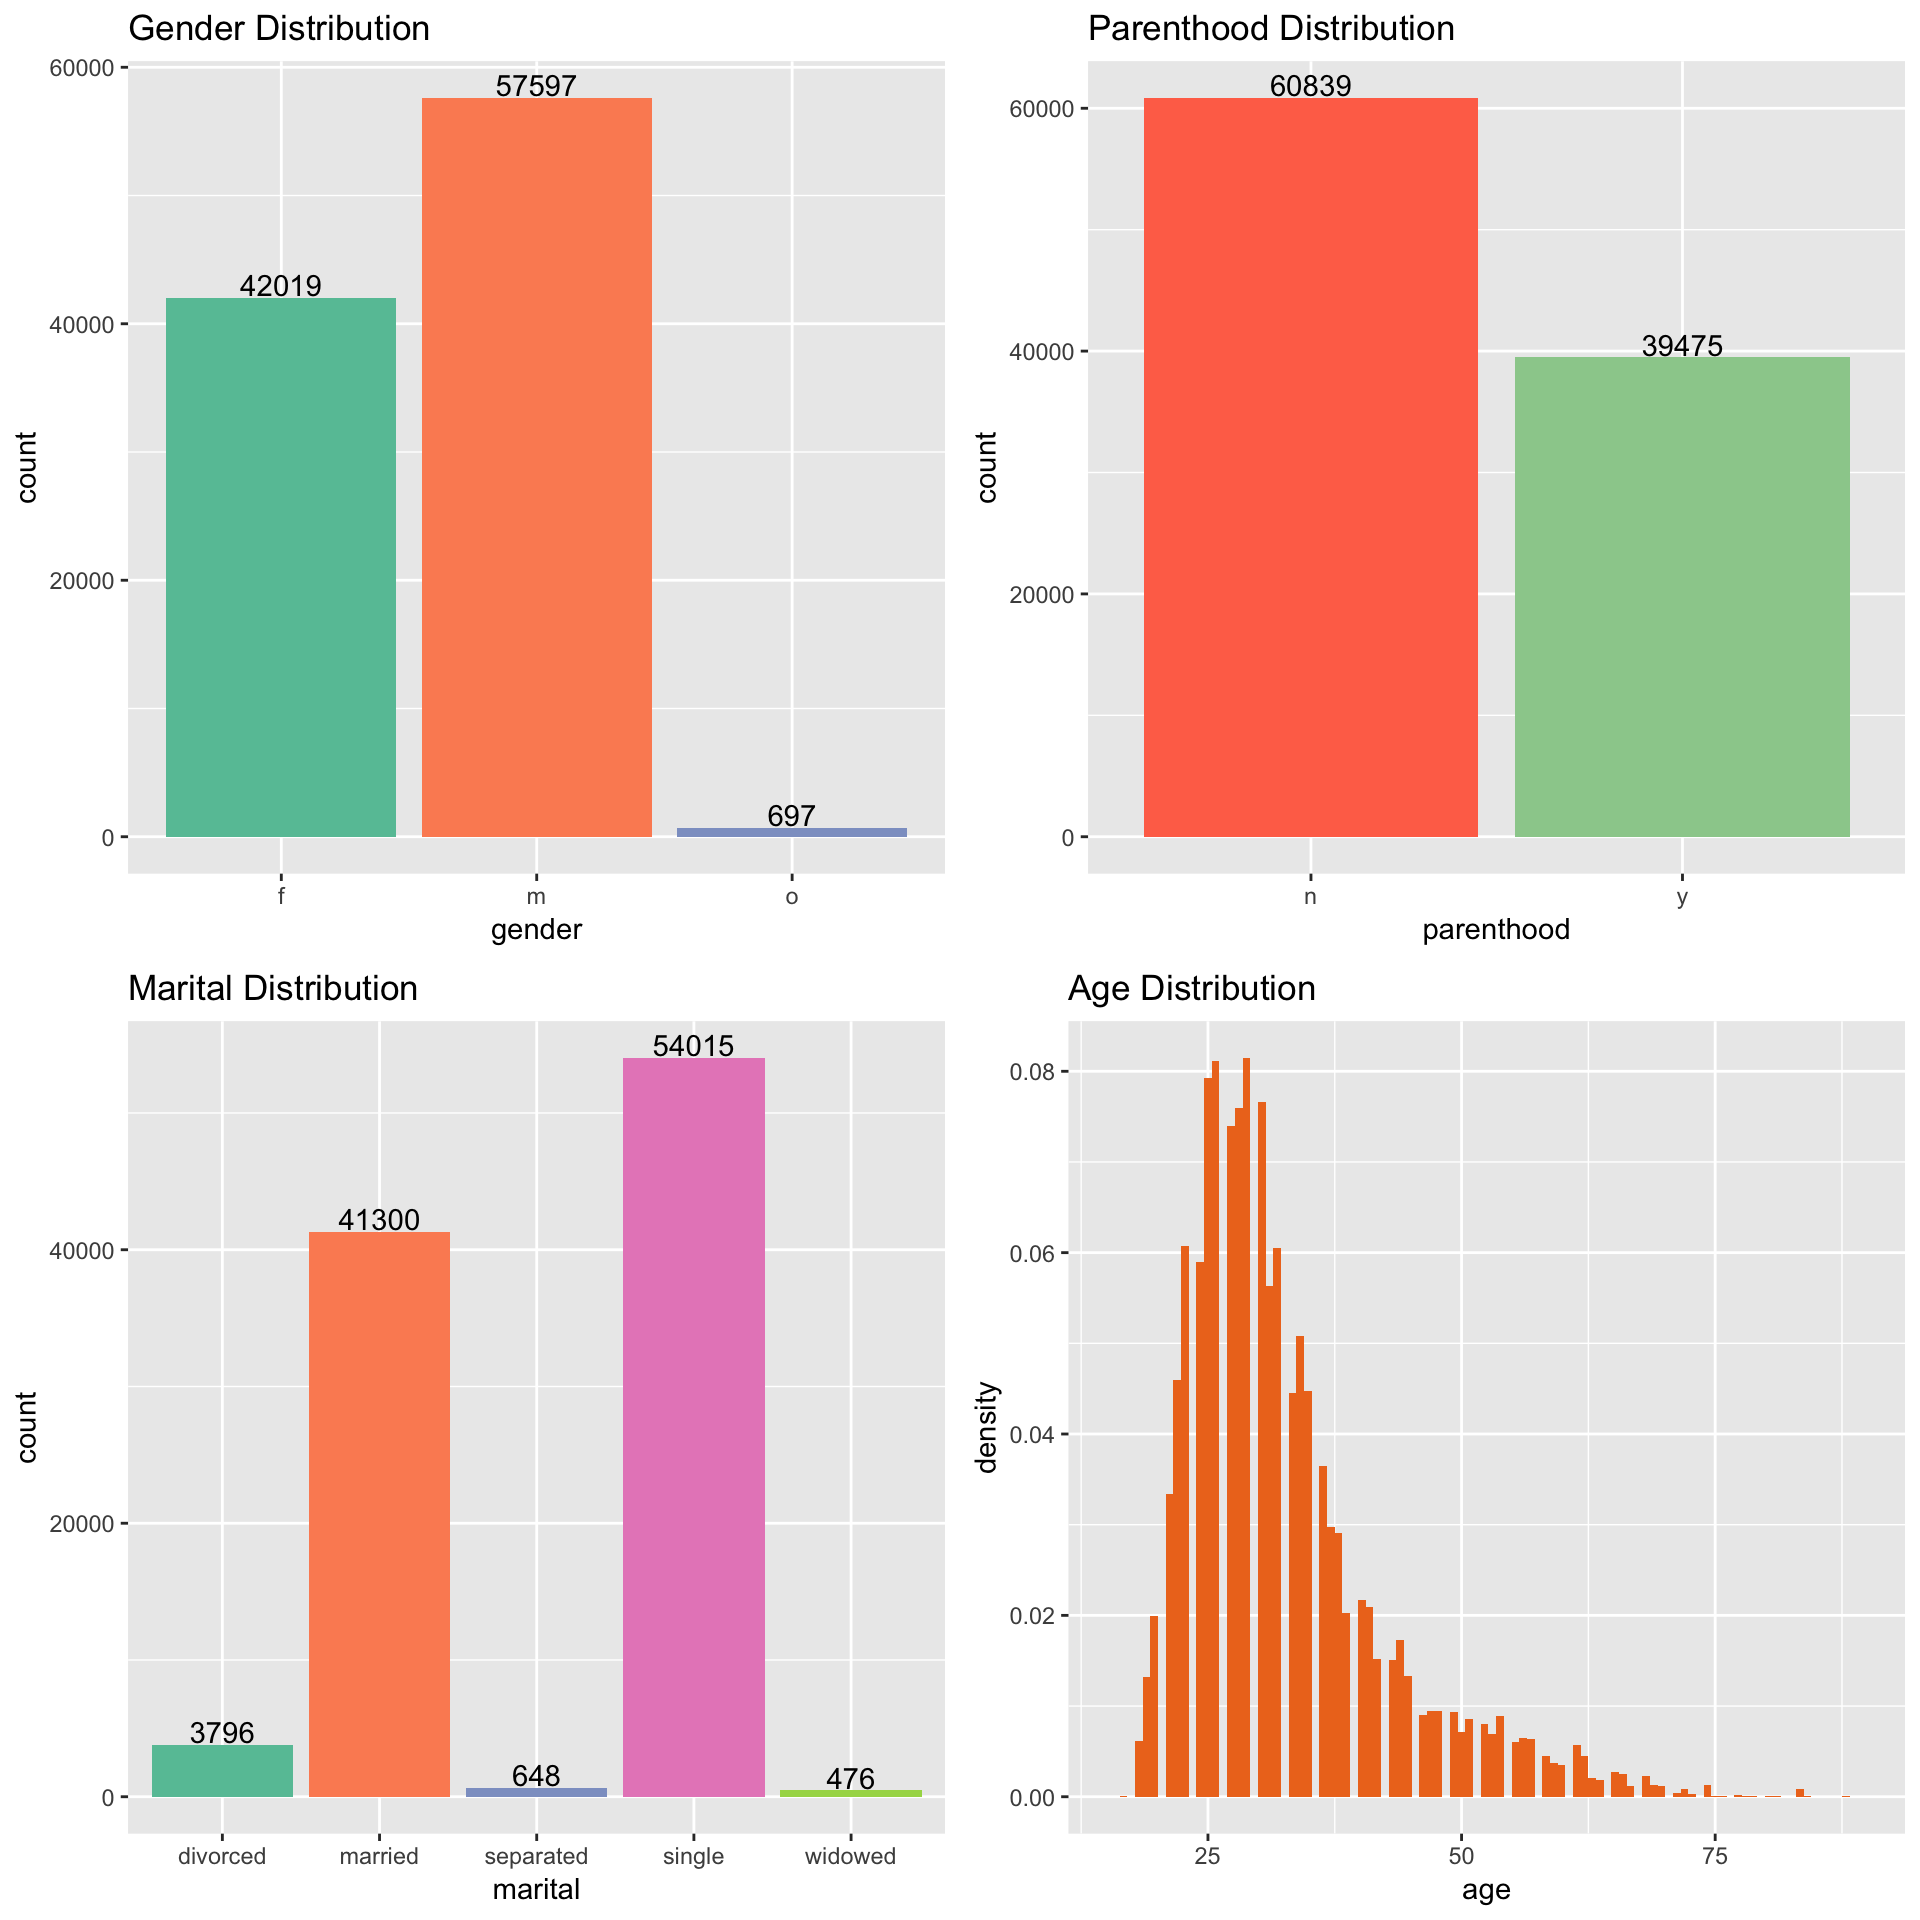 Gender Distribution
60000
40000
20000
0
count
42019
57597
697
f
m
o
gender
Parenthood Distribution
60000
40000
20000
0
count
60839
39475
n
y
parenthood
Marital Distribution
40000
20000
0
count
3796
41300
648
54015
476
divorced
married
separated
single
widowed
marital
Age Distribution
0.08
0.06
0.04
0.02
0.00
density
25
50
75
age